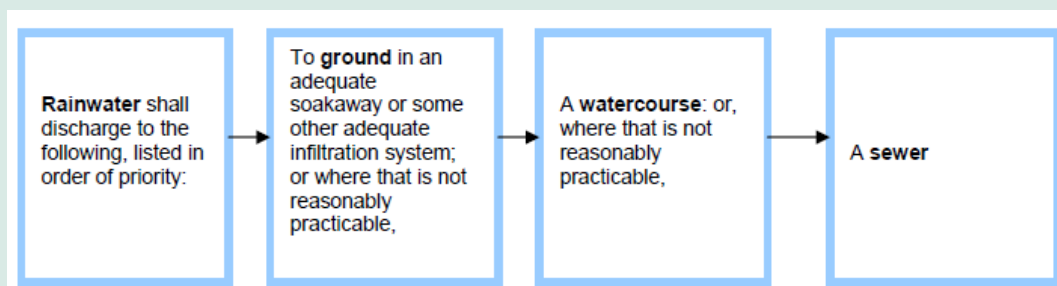 Rainwater shall
discharge to the
following, listed in
order of priority:
To ground in an
adequate
soakaway or some
other adequate
infiltration system;
or where that is not
reasonably
practicable,
A watercourse: or,
where that is not
reasonably
practicable,
A sewer